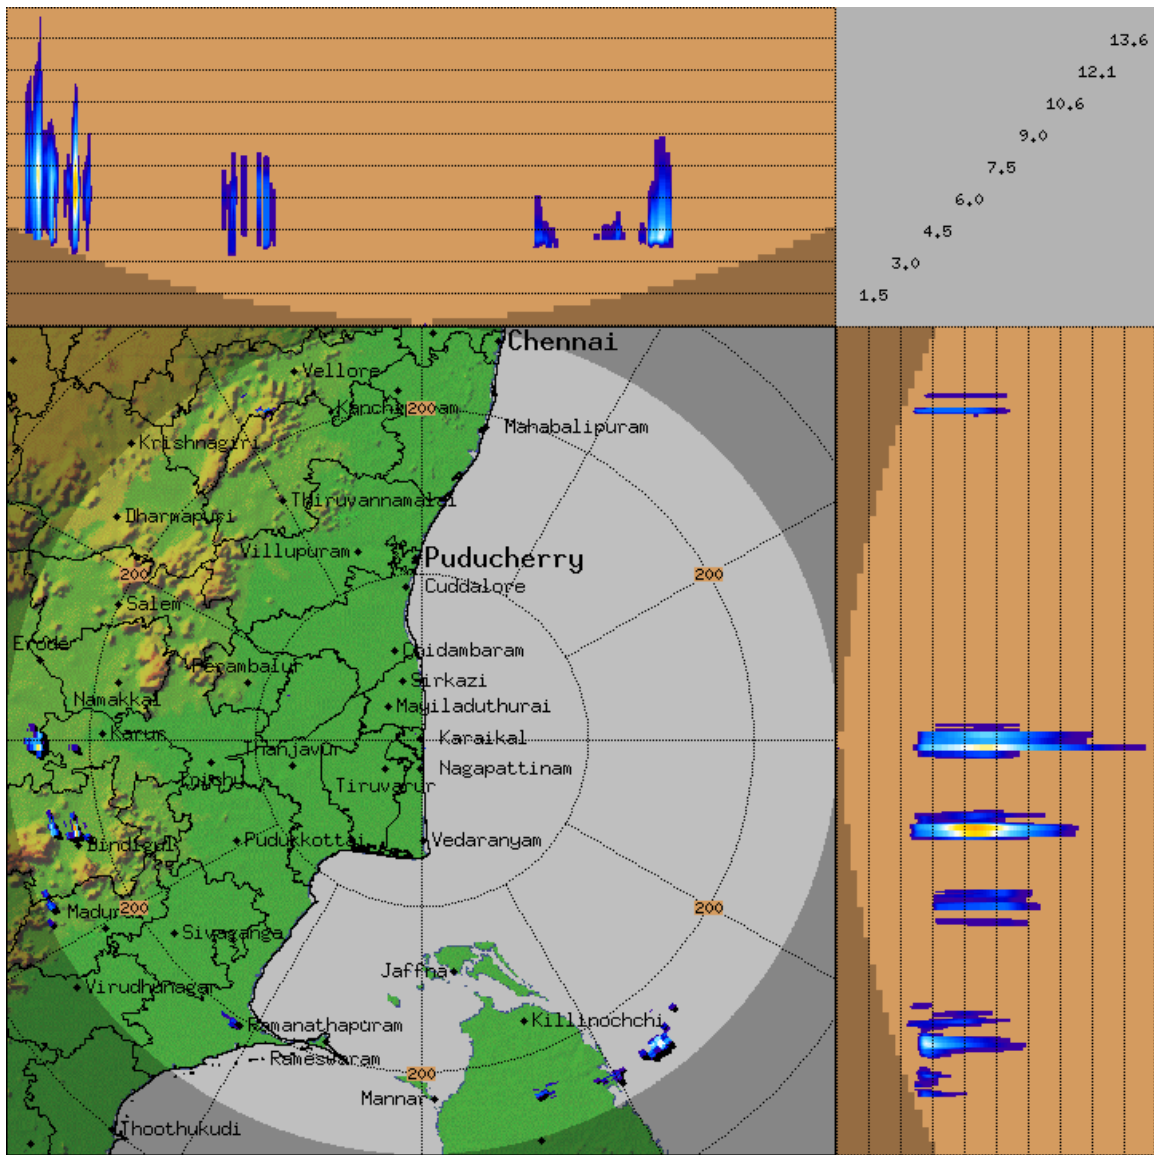 13.6
12.1
10.6
9.0
7.5
6.0
4.5
3.0
1.5
Chennai
Vellore
200
Mahabalipuram
Krishnagiri
Thiruvannamalai
Dharmapuri
Villupuram
Puducherry
200
200
Cuddalore
Salem
Erode
Chidambaram
Perambalur
Sirkazi
Namakkal
Mayiladuthurai
Karur
Karaikal
Thanjavur
Nagapattinam
Tiruvarur
Dindigul
Pudukkottai
Vedaranyam
200
200
Sivaganga
Jaffna
Virudhunagar
Ramanathapuram
Killinochchi
Rameswaram
200
Mannar
Thoothukudi